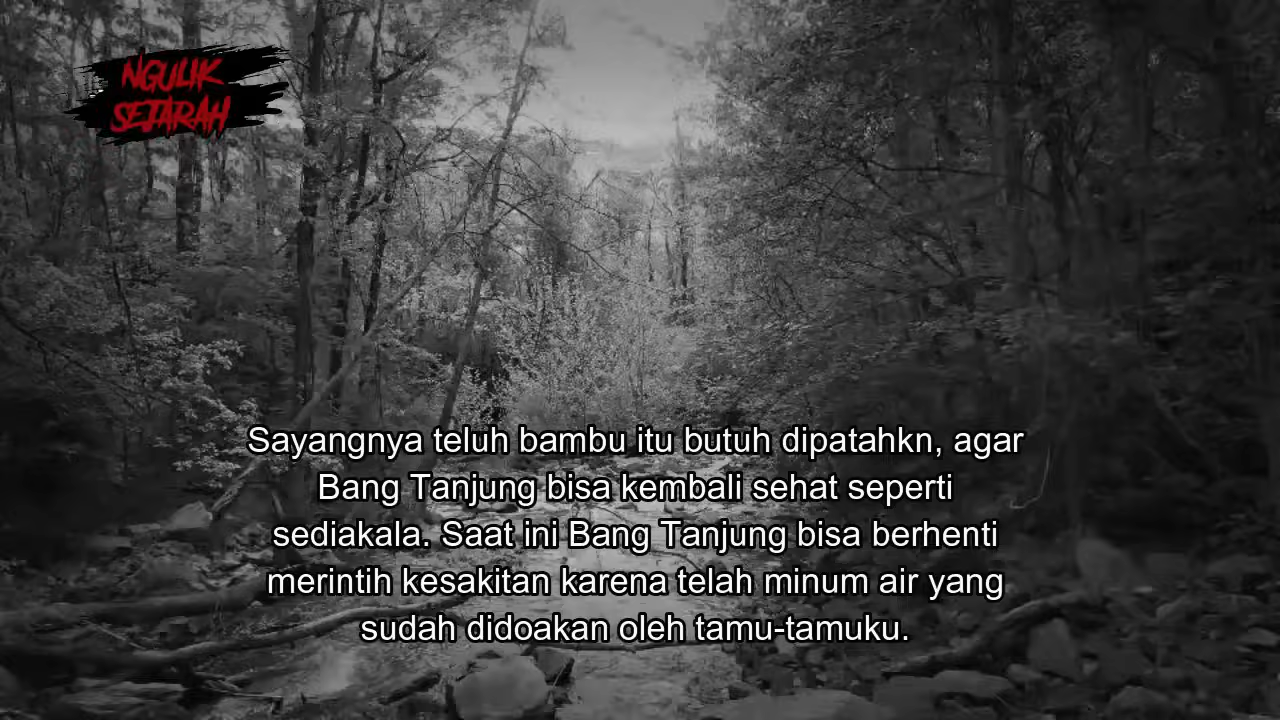 NGULIK
SEJARAH
Sayangnya teluh bambu itu butuh dipatahkn, agar
Bang Tanjung bisa kembali sehat seperti
sediakala. Saat ini Bang Tanjung bisa berhenti
merintih kesakitan karena telah minum air yang
sudah didoakan oleh tamu-tamuku.